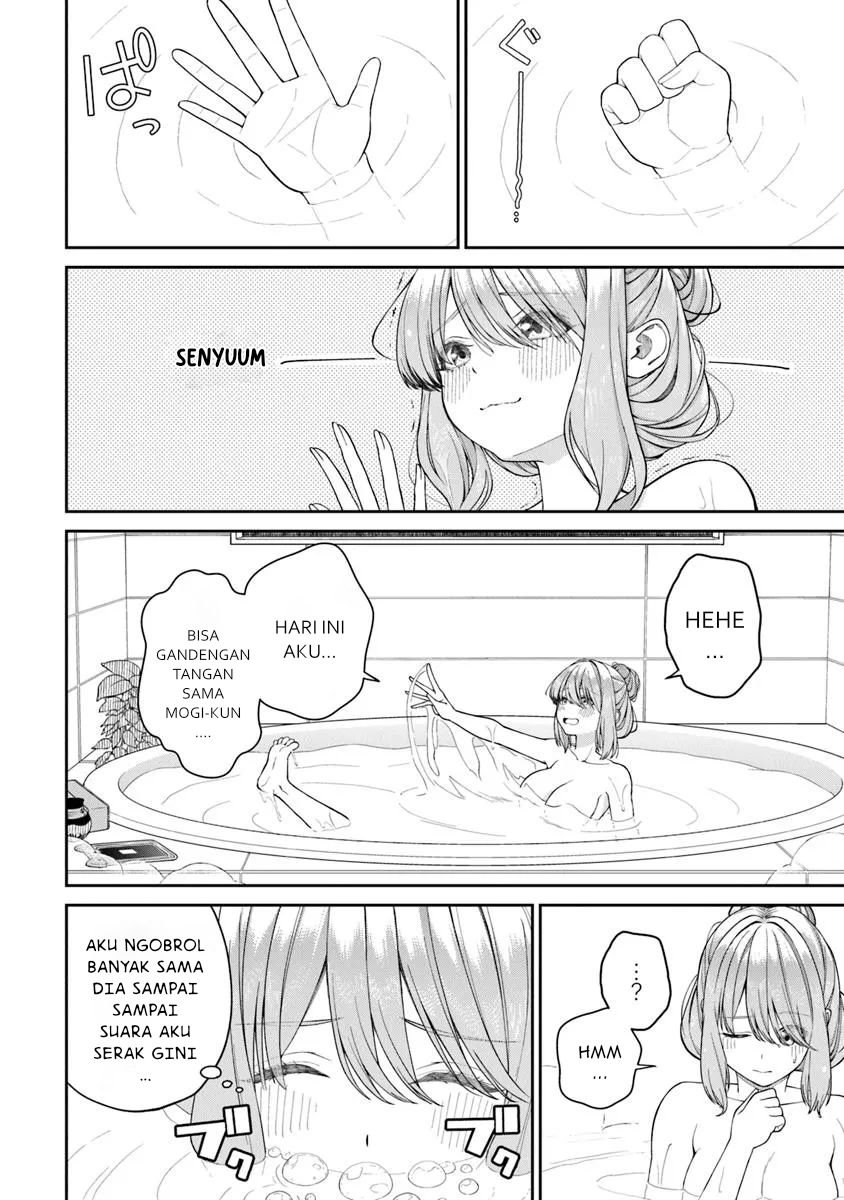 ぐ
ぱっ
SENYUUM
HEHE
...
HARI INI
AKU...
BISA
GANDENGAN
TANGAN
SAMA
MOGI-KUN
....
...?
HMM
...
AKU NGOBROL
BANYAK SAMA
DIA SAMPAI
SAMPAI
SUARA AKU
SERAK GINI
...
ブク
ブク